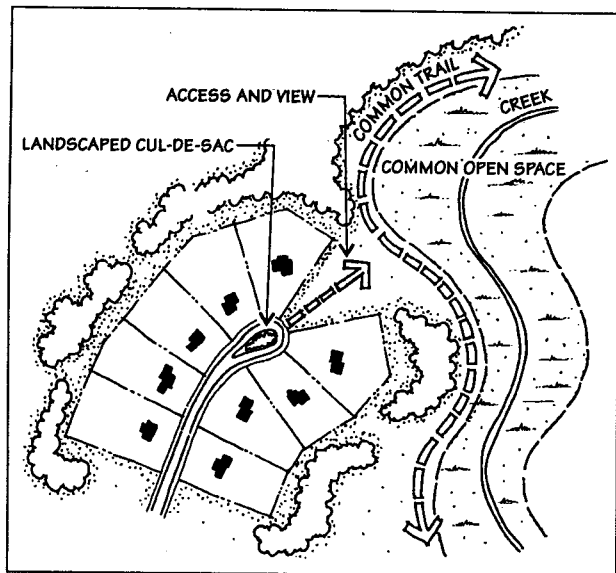 COMMON TRAIL
ACCESS AND VIEW
CREEK
LANDSCAPED CUL-DE-SAC
COMMON OPEN SPACE